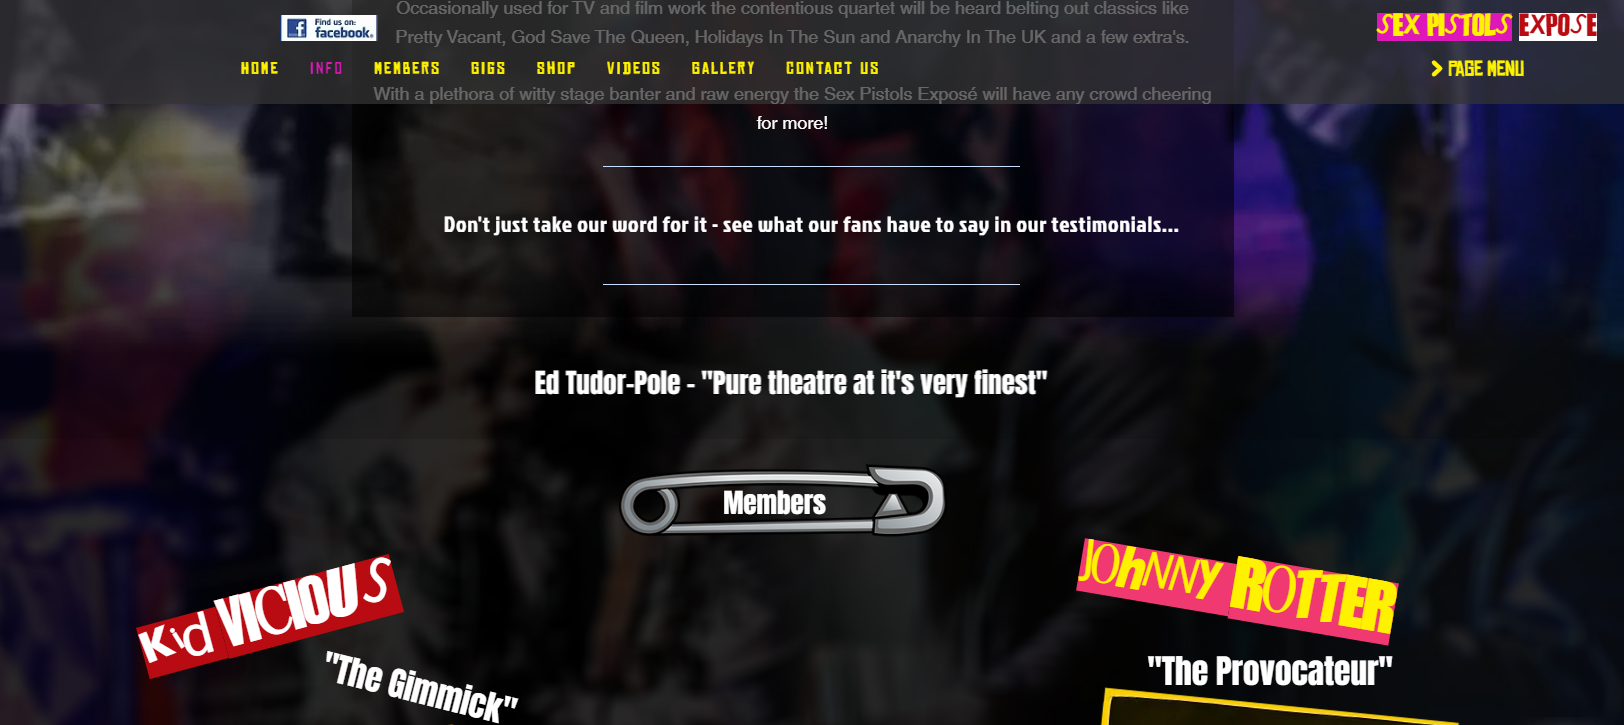 Occasionally used for TV and film work the contentious quartet will be heard belting out classics like
Find us on:
facebook®
SEX PISTOLS EXPOSE
Pretty Vacant, God Save The Queen, Holidays In The Sun and Anarchy In The UK and a few extra's.
HOME INFO MEMBERS GIGS SHOP VIDEOS GALLERY CONTACT US
> PAGE MENU
With a plethora of witty stage banter and raw energy the Sex Pistols Exposé will have any crowd cheering
for more!
Don't just take our word for it - see what our fans have to say in our testimonials...
Ed Tudor-Pole - "Pure theatre at it's very finest"
Members
Kid VICIOUS
"The Gimmick"
JOhNNy ROTTER
"The Provocateur"